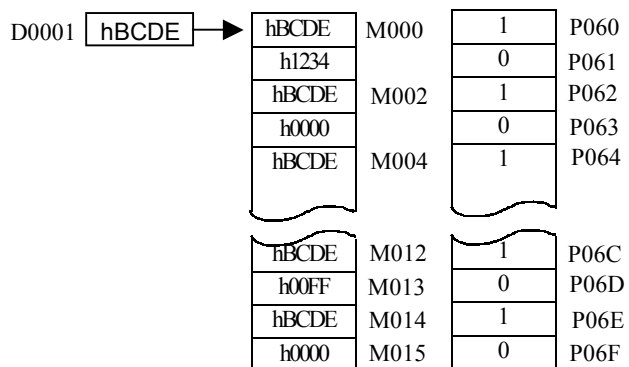 D0001 hBCDE hBCDE M000 1 P060
h1234 0 P061
hBCDE M002 1 P062
h0000 0 P063
hBCDE M004 1 P064
hBCDE M012 1 P06C
h00FF M013 0 P06D
hBCDE M014 1 P06E
h0000 M015 0 P06F